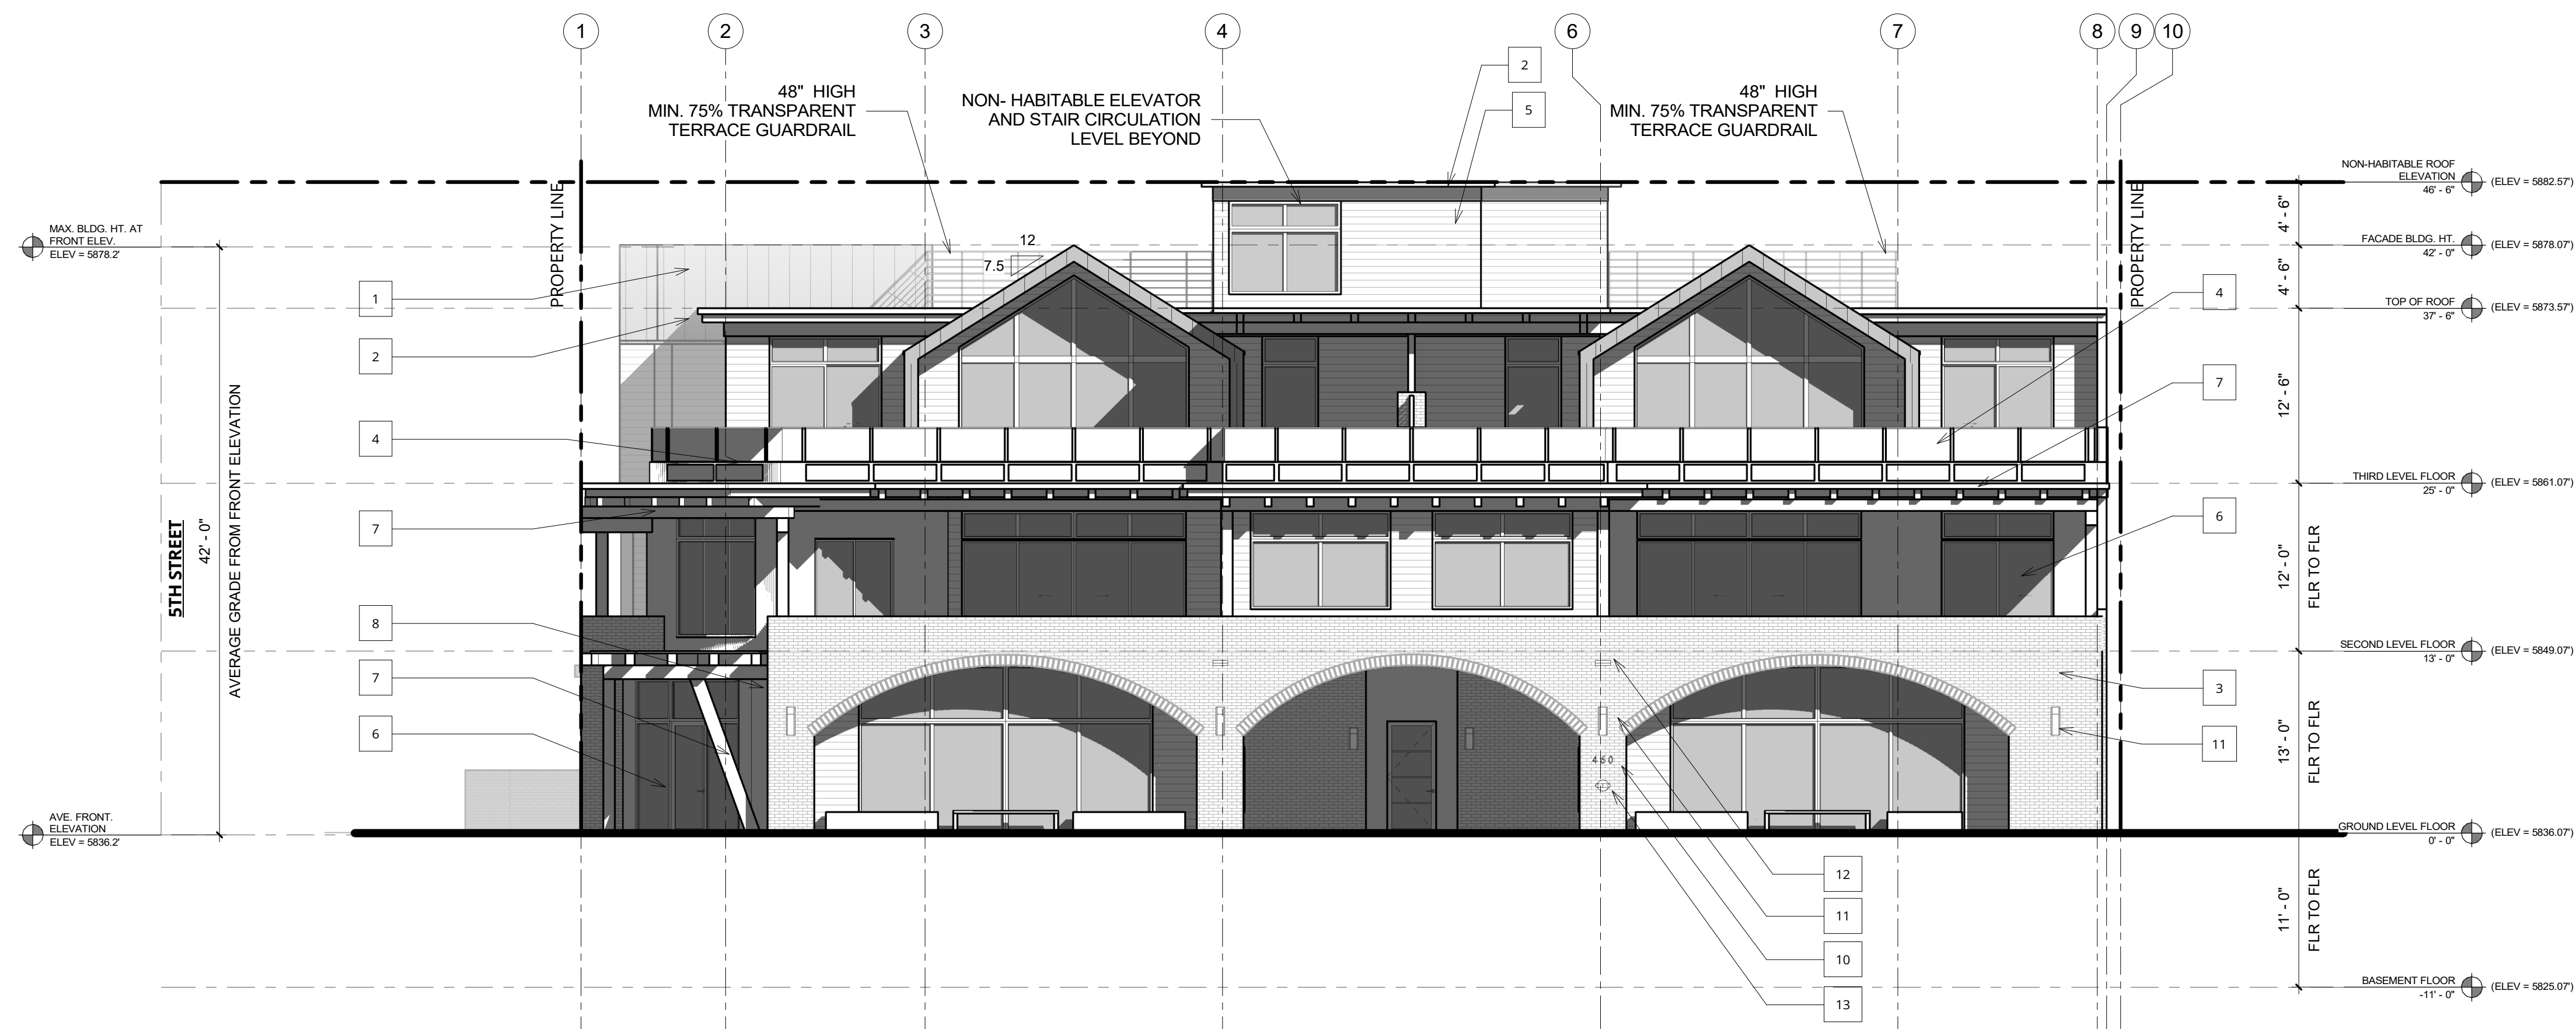 1
2
3
4
6
7
8
9
10
48" HIGH
MIN. 75% TRANSPARENT
TERRACE GUARDRAIL
NON- HABITABLE ELEVATOR
AND STAIR CIRCULATION
LEVEL BEYOND
2
5
48" HIGH
MIN. 75% TRANSPARENT
TERRACE GUARDRAIL
PROPERTY LINE
PROPERTY LINE
12
7.5
MAX. BLDG. HT. AT
FRONT ELEV.
ELEV = 5878.2'
5TH STREET
42' - 0"
AVERAGE GRADE FROM FRONT ELEVATION
AVE. FRONT.
ELEVATION
ELEV = 5836.2'
1
2
4
7
8
7
6
460
4
7
6
3
11
12
11
10
13
4' - 6"
4' - 6"
12' - 6"
12' - 0"
FLR TO FLR
13' - 0"
FLR TO FLR
11' - 0"
FLR TO FLR
NON-HABITABLE ROOF
ELEVATION
46' - 6"
(ELEV = 5882.57')
FACADE BLDG. HT.
42' - 0"
(ELEV = 5878.07')
TOP OF ROOF
37' - 6"
(ELEV = 5873.57')
THIRD LEVEL FLOOR
25' - 0"
(ELEV = 5861.07')
SECOND LEVEL FLOOR
13' - 0"
(ELEV = 5849.07')
GROUND LEVEL FLOOR
0' - 0"
(ELEV = 5836.07')
BASEMENT FLOOR
-11' - 0"
(ELEV = 5825.07')